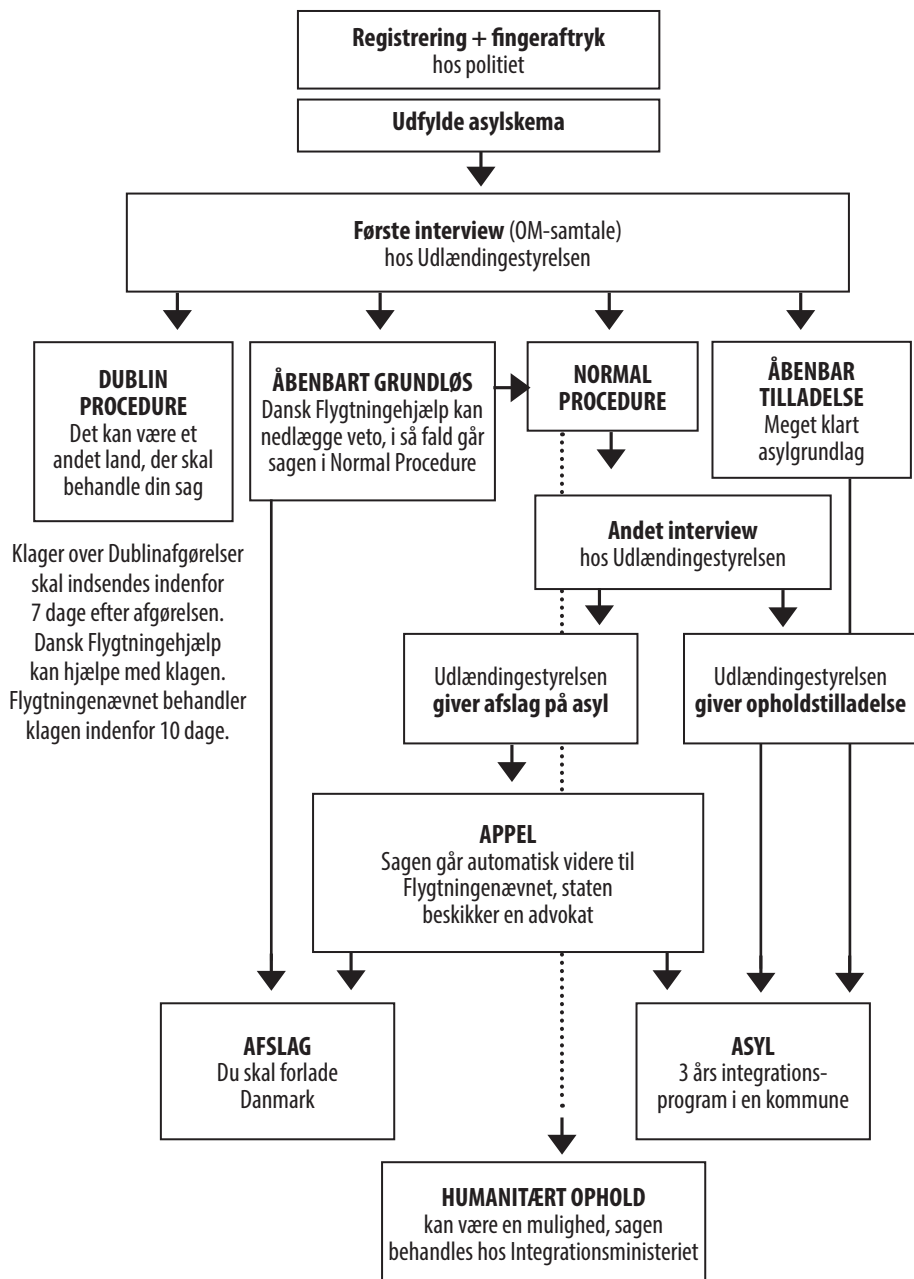 Registrering + fingeraftryk
hos politiet
Udfylde asylskema
Første interview (OM-samtale)
hos Udlændingestyrelsen
DUBLIN
PROCEDURE
Det kan være et
andet land, der skal
behandle din sag
ÅBENBART GRUNDLØS
Dansk Flygtningehjælp kan
nedlægge veto, i så fald går
sagen i Normal Procedure
NORMAL
PROCEDURE
ÅBENBAR
TILLADELSE
Meget klart
asylgrundlag
Klager over Dublinafgørelser
skal indsendes indenfor
7 dage efter afgørelsen.
Dansk Flygtningehjælp
kan hjælpe med klagen.
Flygtningenævnet behandler
klagen indenfor 10 dage.
Andet interview
hos Udlændingestyrelsen
Udlændingestyrelsen
giver afslag på asyl
Udlændingestyrelsen
giver opholdstilladelse
APPEL
Sagen går automatisk videre til
Flygtningenævnet, staten
beskikker en advokat
AFSLAG
Du skal forlade
Danmark
ASYL
3 års integrations-
program i en kommune
HUMANITÆRT OPHOLD
kan være en mulighed, sagen
behandles hos Integrationsministeriet